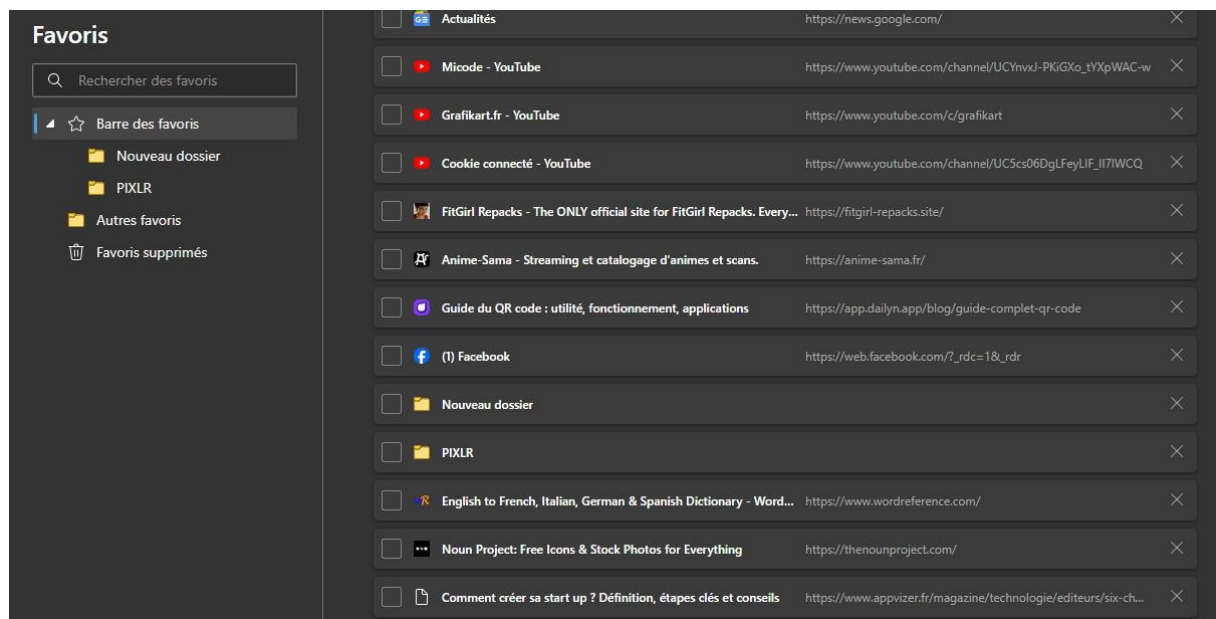 Favoris
Rechercher des favoris
Barre des favoris
Nouveau dossier
PIXLR
Autres favoris
Favoris supprimés
Actualités https://news.google.com/
Micode - YouTube https://www.youtube.com/channel/UCYnvxJ-PKiGXo_tYXpWAC-w
Grafikart.fr - YouTube https://www.youtube.com/c/grafikart
Cookie connecté - YouTube https://www.youtube.com/channel/UC5cs06DgLFeyLIF_II7lWCQ
FitGirl Repacks - The ONLY official site for FitGirl Repacks. Every... https://fitgirl-repacks.site/
Anime-Sama - Streaming et catalogage d'animes et scans. https://anime-sama.fr/
Guide du QR code : utilité, fonctionnement, applications https://app.dailyn.app/blog/guide-complet-qr-code
(1) Facebook https://web.facebook.com/?_rdc=1&_rdr
Nouveau dossier
PIXLR
English to French, Italian, German & Spanish Dictionary - Word... https://www.wordreference.com/
Noun Project: Free Icons & Stock Photos for Everything https://thenounproject.com/
Comment créer sa start up ? Définition, étapes clés et conseils https://www.appvizer.fr/magazine/technologie/editeurs/six-ch...